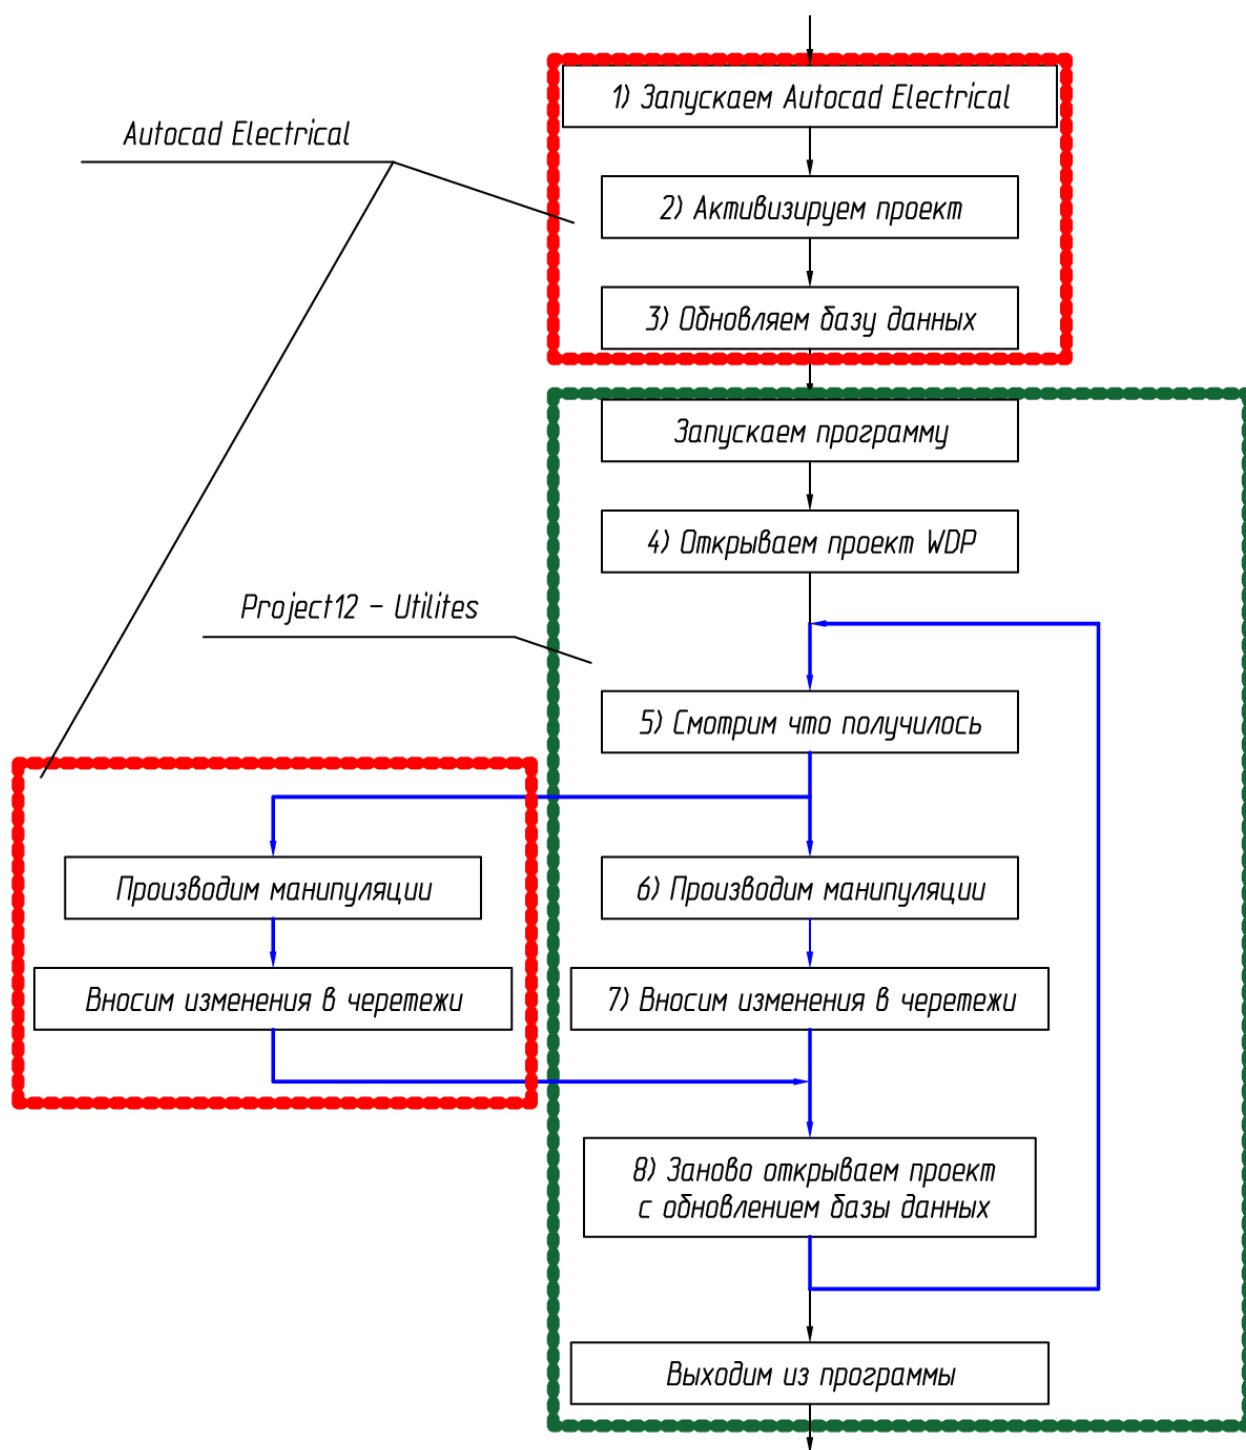 1) Запускаем Autocad Electrical
Autocad Electrical
2) Активизируем проект
3) Обновляем базу данных
Запускаем программу
4) Открываем проект WDP
Project12 - Utilites
5) Смотрим что получилось
Производим манипуляции
6) Производим манипуляции
Вносим изменения в черетежи
7) Вносим изменения в черетежи
8) Заново открываем проект
с обновлением базы данных
Выходим из программы